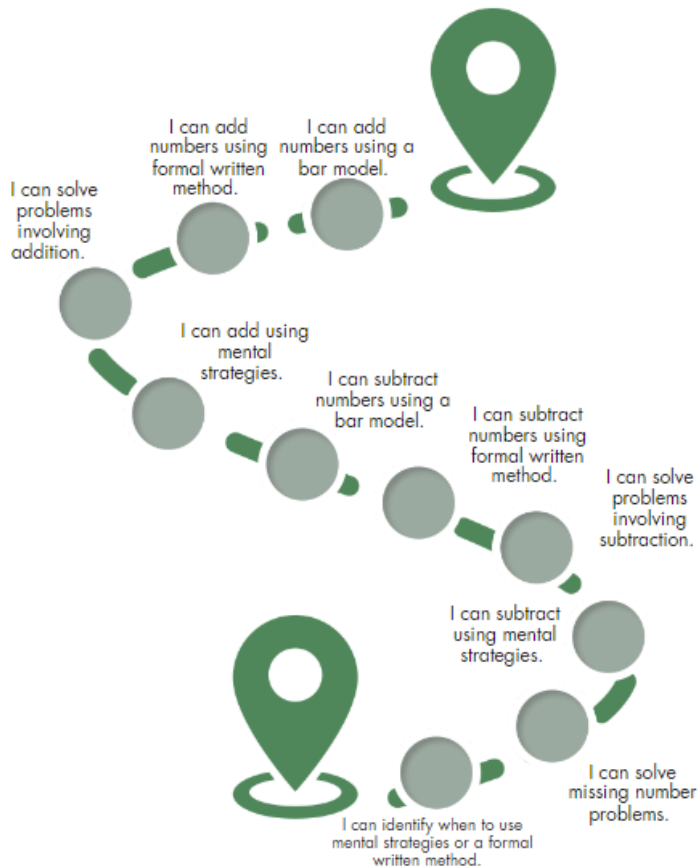 I can add
numbers using a
bar model.
I can add
numbers using
formal written
method.
I can solve
problems
involving
addition.
I can add using
mental
strategies.
I can subtract
numbers using a
bar model.
I can subtract
numbers using
formal written
method.
I can solve
problems
involving
subtraction.
I can subtract
using mental
strategies.
I can solve
missing number
problems.
I can identify when to use
mental strategies or a formal
written method.